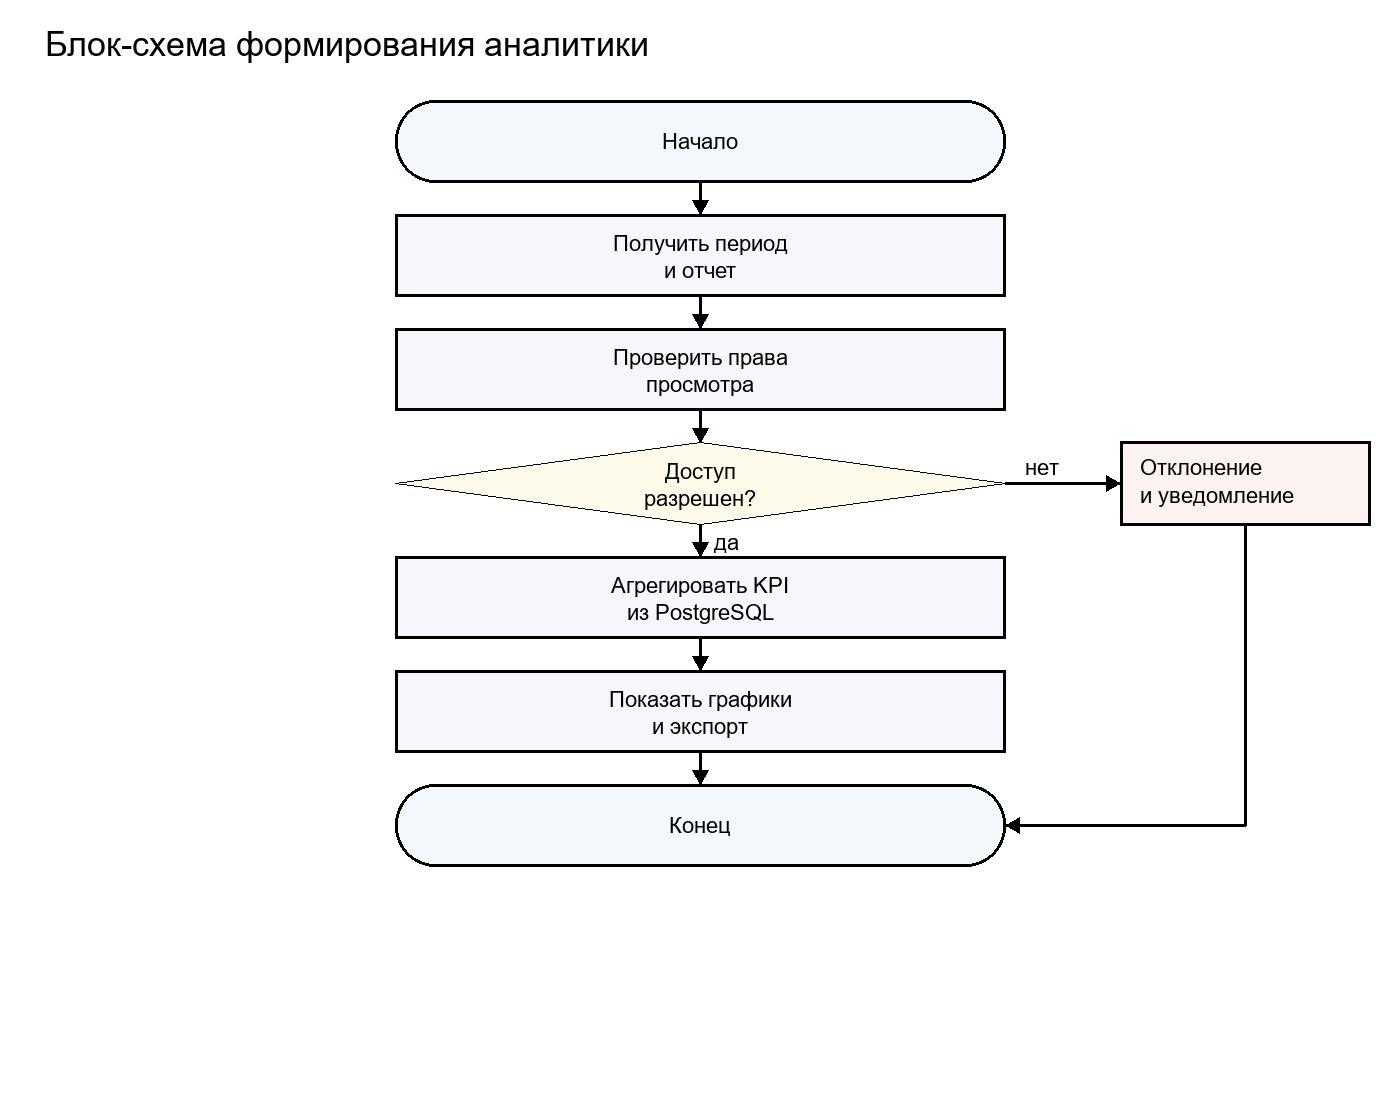 Блок-схема формирования аналитики
Начало
Получить период
и отчет
Проверить права
просмотра
Доступ
разрешен?
нет
Отклонение
и уведомление
да
Агрегировать KPI
из PostgreSQL
Показать графики
и экспорт
Конец